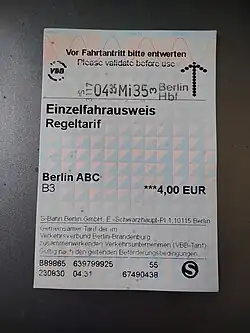 Vor Fahrtantritt bitte entwerten
Please validate before use
VBB
0435 Mi35 Berlin
Hbf
Einzelfahrausweis
Regeltarif
Berlin ABC
B3 ***4,00 EUR
S-Bahn Berlin GmbH, E.-Schwarzhaupt-Pl.1,10115 Berlin
Gemeinsamer Tarif der im
Verkehrsverbund Berlin-Brandenburg
zusammenwirkenden Verkehrsunternehmen (VBB-Tarif)
Gültig nach den geltenden Beförderungsbedingungen.
B89865 639799925 55
230830 04:31 67490438 S